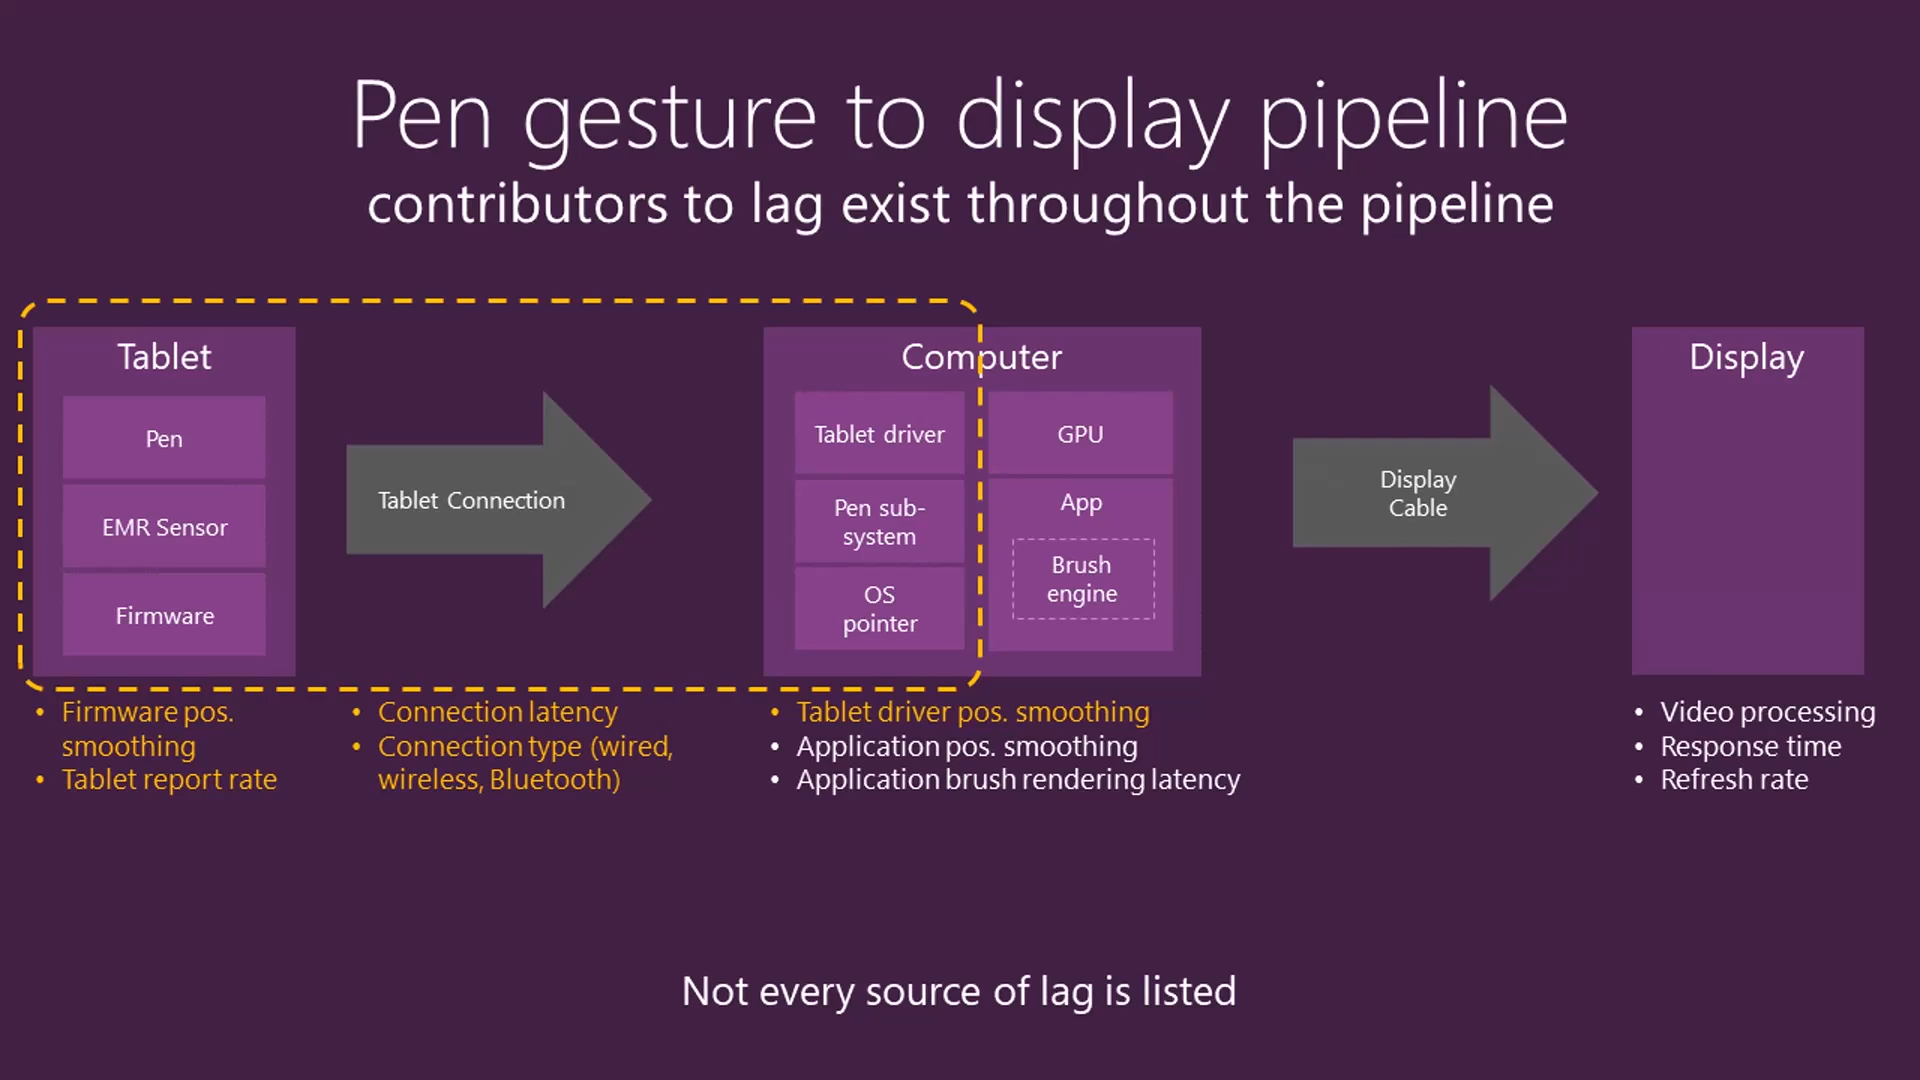 Pen gesture to display pipeline
contributors to lag exist throughout the pipeline
Tablet
Pen
EMR Sensor
Firmware
Tablet Connection
Computer
Tablet driver
Pen sub-
system
OS
pointer
GPU
App
Brush
engine
Display
Cable
Display
• Firmware pos.
smoothing
• Tablet report rate
• Connection latency
• Connection type (wired,
wireless, Bluetooth)
• Tablet driver pos. smoothing
• Application pos. smoothing
• Application brush rendering latency
• Video processing
• Response time
• Refresh rate
Not every source of lag is listed